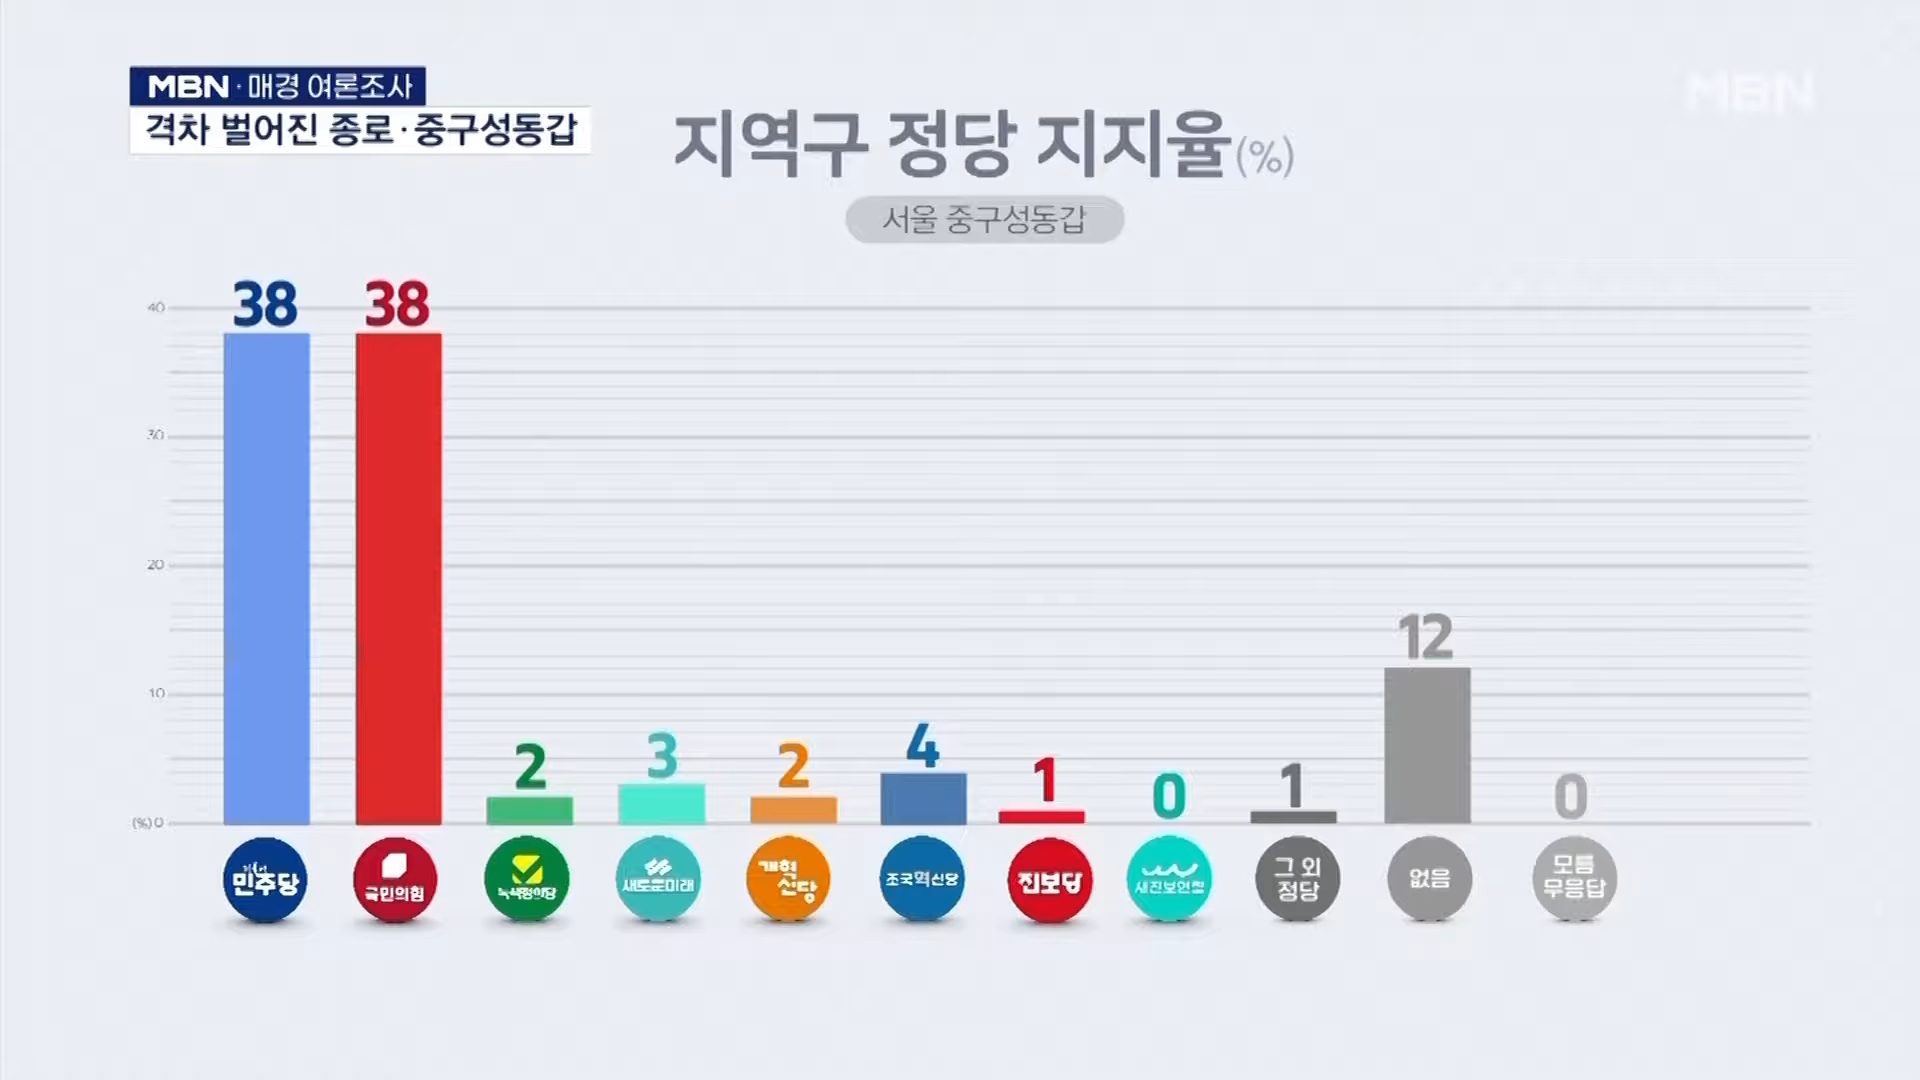 MBN·매경 여론조사
격차 벌어진 종로·중구성동갑
MBN
지역구 정당 지지율(%)
서울 중구성동갑
40
30
20
10
(%) 0
38
38
2
3
2
4
1
0
1
12
0
민주당
국민의힘
녹색정의당
새로운미래
개혁
신당
조국혁신당
진보당
새진보연합
그 외
정당
없음
모름
무응답